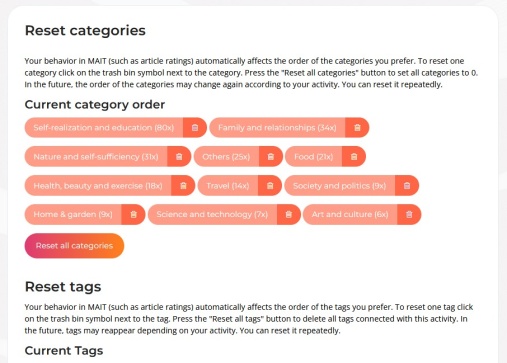 Reset categories
Your behavior in MAIT (such as article ratings) automatically affects the order of the categories you prefer. To reset one
category click on the trash bin symbol next to the category. Press the "Reset all categories" button to set all categories to 0.
In the future, the order of the categories may change again according to your activity. You can reset it repeatedly.
Current category order
Self-realization and education (80x) Family and relationships (34x)
Nature and self-sufficiency (31x) Others (25x) Food (21x)
Health, beauty and exercise (18x) Travel (14x) Society and politics (9x)
Home & garden (9x) Science and technology (7x) Art and culture (6x)
Reset all categories
Reset tags
Your behavior in MAIT (such as article ratings) automatically affects the order of the tags you prefer. To reset one tag click
on the trash bin symbol next to the tag. Press the "Reset all tags" button to delete all tags connected with this activity. In
the future, tags may reappear depending on your activity. You can reset it repeatedly.
Current Tags